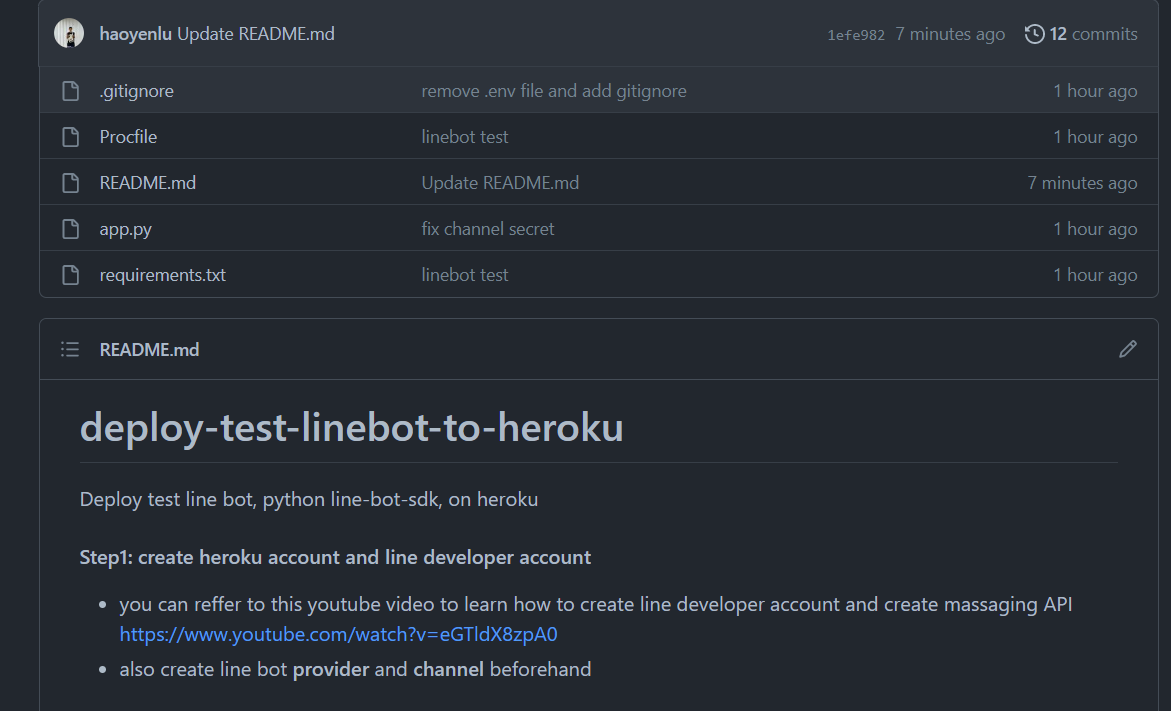 haoyenlu Update README.md 1efe982 7 minutes ago 12 commits
.gitignore remove .env file and add gitignore 1 hour ago
Procfile linebot test 1 hour ago
README.md Update README.md 7 minutes ago
app.py fix channel secret 1 hour ago
requirements.txt linebot test 1 hour ago
README.md
deploy-test-linebot-to-heroku
Deploy test line bot, python line-bot-sdk, on heroku
Step1: create heroku account and line developer account
you can reffer to this youtube video to learn how to create line developer account and create massaging API
https://www.youtube.com/watch?v=eGTldX8zpA0
also create line bot provider and channel beforehand